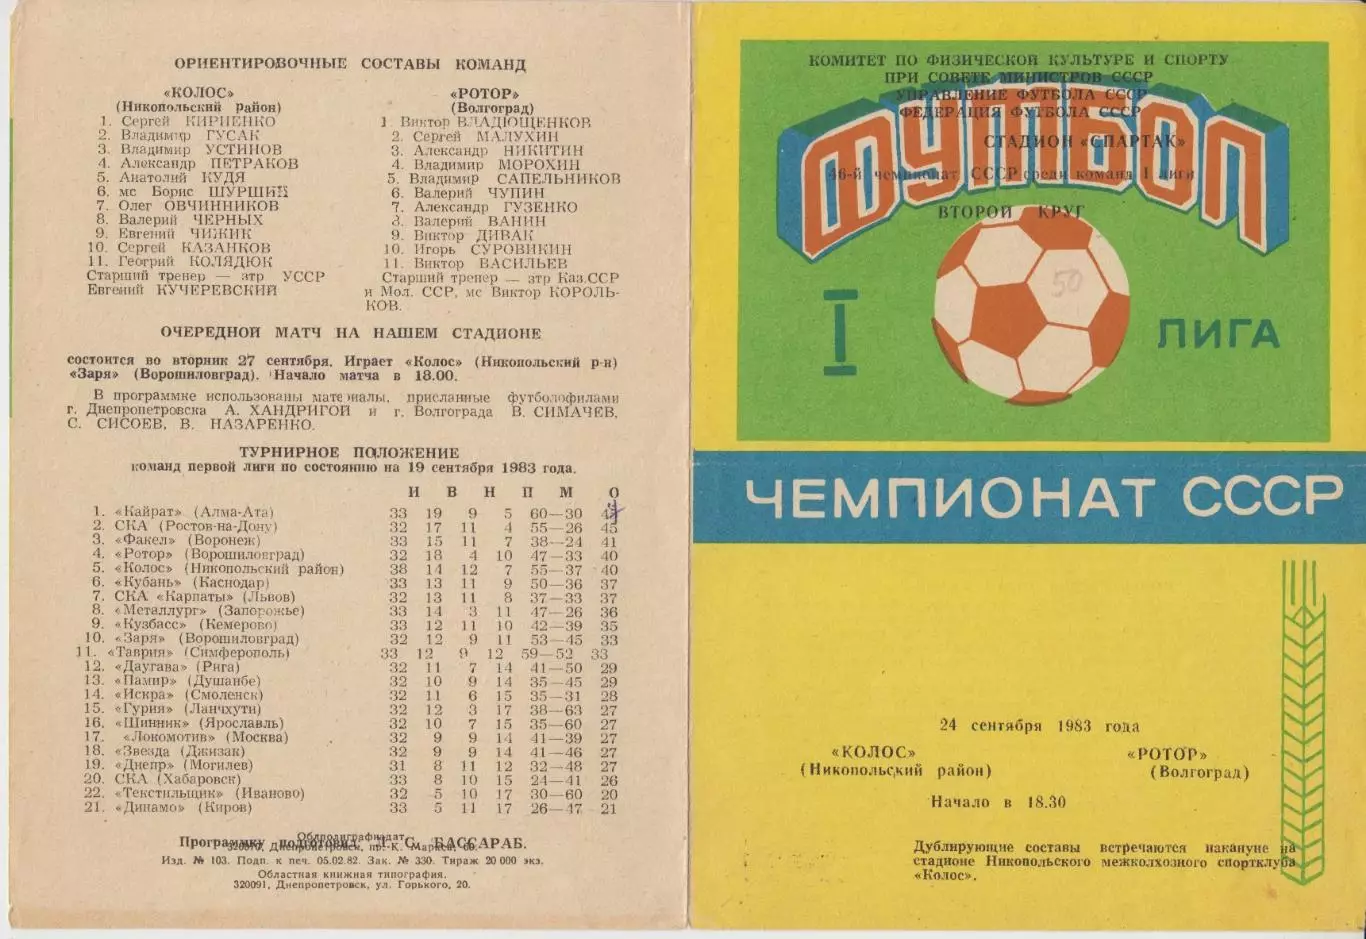 ОРИЕНТИРОВОЧНЫЕ СОСТАВЫ КОМАНД
«КОЛОС»
(Никопольский район)
1. Сергей КИРИЕНКО
2. Владимир ГУСАК
3. Владимир УСТИНОВ
4. Александр ПЕТРАКОВ
5. Анатолий КУДЯ
6. мс Борис ШУРШИН
7. Олег ОВЧИННИКОВ
8. Валерий ЧЕРНЫХ
9. Евгений ЧИЖИК
10. Сергей КАЗАНКОВ
11. Георгий КОЛЯДЮК
Старший тренер — зтр УССР
Евгений КУЧЕРЕВСКИЙ
«РОТОР»
(Волгоград)
1 Виктор ВЛАДЮЩЕНКОВ
2. Сергей МАЛУХИН
3. Александр НИКИТИН
4. Владимир МОРОХИН
5. Владимир САПЕЛЬНИКОВ
6. Валерий ЧУПИН
7. Александр ГУЗЕНКО
8. Валерий ВАНИН
9. Виктор ДИВАК
10. Игорь СУРОВИКИН
11. Виктор ВАСИЛЬЕВ
Старший тренер — зтр Каз.ССР
и Мол. ССР, мс Виктор КОРОЛЬ-
КОВ.
ОЧЕРЕДНОЙ МАТЧ НА НАШЕМ СТАДИОНЕ
состоится во вторник 27 сентября. Играет «Колос» (Никопольский р-н)
«Заря» (Ворошиловград). Начало матча в 18.00.
В программке использованы материалы, присланные футболофилами
г. Днепропетровска А. ХАНДРИГОЙ и г. Волгограда В. СИМАЧЕВ,
С. СИСОЕВ, В. НАЗАРЕНКО.
ТУРНИРНОЕ ПОЛОЖЕНИЕ
команд первой лиги по состоянию на 19 сентября 1983 года.
И В Н П М О
1. «Кайрат» (Алма-Ата) 33 19 9 5 60—30
2. СКА (Ростов-на-Дону) 32 17 11 4 55—26 45
3. «Факел» (Воронеж) 33 15 11 7 38—24 41
4. «Ротор» (Ворошиловград) 32 18 4 10 47—33 40
5. «Колос» (Никопольский район) 38 14 12 7 55—37 40
6. «Кубань» (Каснодар) 32 13 11 9 50—36 37
7. СКА «Карпаты» (Львов) 32 13 11 8 37—33 37
8. «Металлург» (Запорожье) 33 14 3 11 47—26 36
9. «Кузбасс» (Кемерово) 33 12 11 10 42—39 35
10. «Заря» (Ворошиловград) 32 12 9 11 53—45 33
11. «Таврия» (Симферополь) 33 12 9 12 59—52 33
12. «Даугава» (Рига) 32 11 7 14 41—50 29
13. «Памир» (Душанбе) 32 10 9 14 35—45 29
14. «Искра» (Смоленск) 32 11 6 15 35—31 28
15. «Гурия» (Ланчхути) 32 12 3 17 38—63 27
16. «Шинник» (Ярославль) 32 10 7 15 35—60 27
17. «Локомотив» (Москва) 32 9 9 14 41—39 27
18. «Звезда (Джизак) 32 9 9 14 41—46 27
19. «Днепр» (Могилев) 31 8 11 12 32—48 27
20. СКА (Хабаровск) 33 8 10 15 24—41 26
22. «Текстильщик» (Иваново) 32 5 10 17 30—60 20
21. «Динамо» (Киров) 33 5 11 17 26—47 21
Облполиграфиздат
Программку подготовил С. БАССАРАБ.
320070, Днепропетровск, пр. К. Маркса, 60.
Изд. № 103. Подп. к печ. 05.02.82. Зак. № 330. Тираж 20 000 экз.
Областная книжная типография.
320091, Днепропетровск, ул. Горького, 20.
КОМИТЕТ ПО ФИЗИЧЕСКОЙ КУЛЬТУРЕ И СПОРТУ
ПРИ СОВЕТЕ МИНИСТРОВ СССР
УПРАВЛЕНИЕ ФУТБОЛА СССР
ФЕДЕРАЦИЯ ФУТБОЛА СССР
ФУТБОЛ
СТАДИОН «СПАРТАК»
46-й чемпионат СССР среди команд I лиги
ВТОРОЙ КРУГ
50
I ЛИГА
ЧЕМПИОНАТ СССР
24 сентября 1983 года
«КОЛОС» «РОТОР»
(Никопольский район) (Волгоград)
Начало в 18.30
Дублирующие составы встречаются накануне на
стадионе Никопольского межколхозного спортклуба
«Колос».